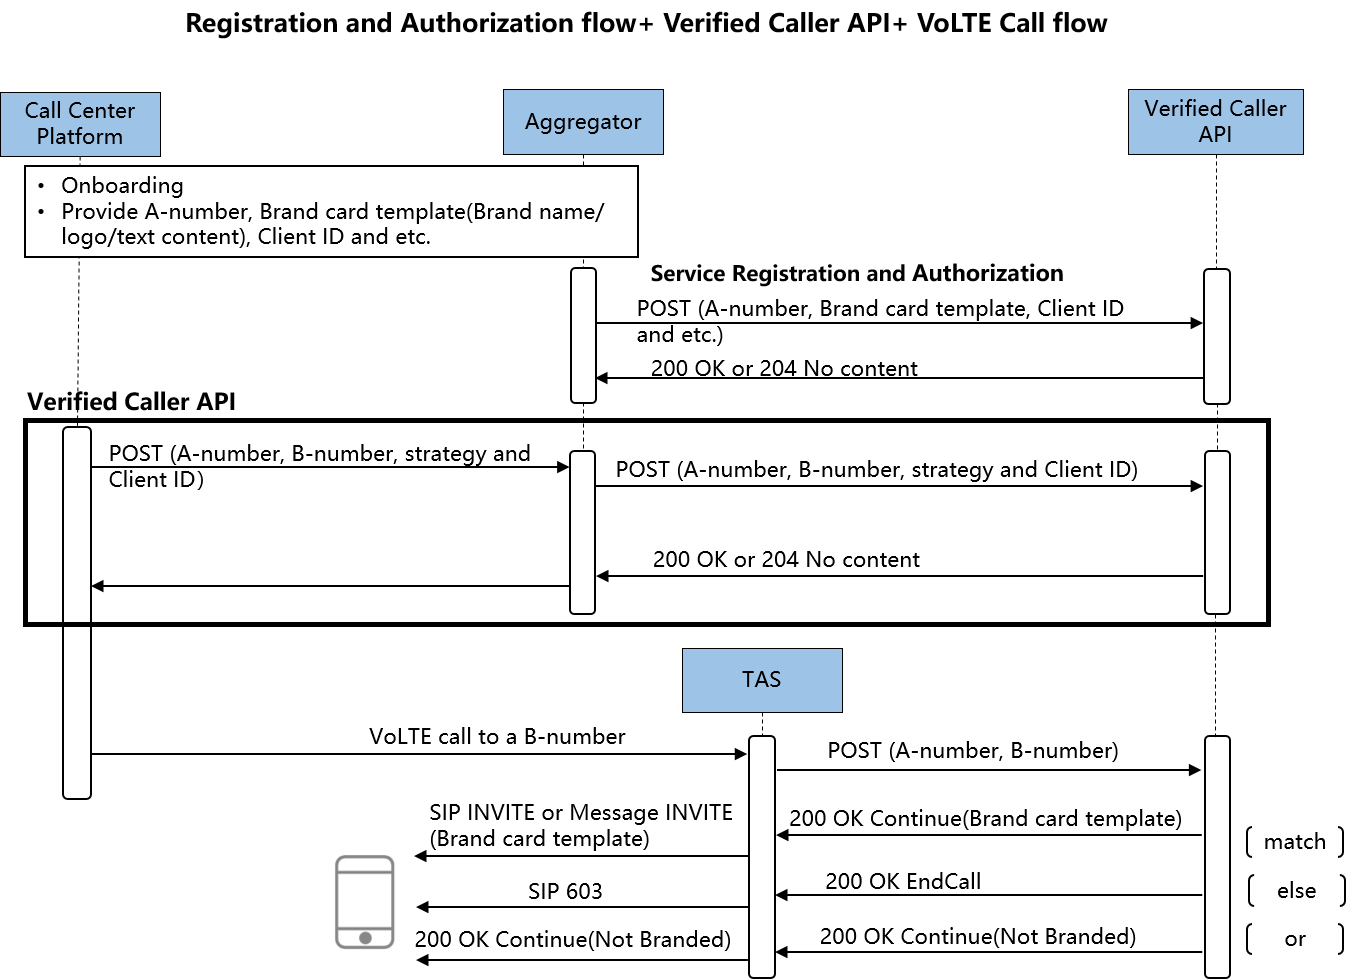 Registration and Authorization flow+ Verified Caller API+ VoLTE Call flow
Call Center
Platform
Aggregator
Verified Caller
API
• Onboarding
• Provide A-number, Brand card template(Brand name/
logo/text content), Client ID and etc.
Service Registration and Authorization
POST (A-number, Brand card template, Client ID
and etc.)
200 OK or 204 No content
Verified Caller API
POST (A-number, B-number, strategy and
Client ID)
POST (A-number, B-number, strategy and Client ID)
200 OK or 204 No content
TAS
VoLTE call to a B-number
POST (A-number, B-number)
SIP INVITE or Message INVITE
(Brand card template)
200 OK Continue(Brand card template)
( match )
SIP 603
200 OK EndCall
( else )
200 OK Continue(Not Branded)
200 OK Continue(Not Branded)
( or )